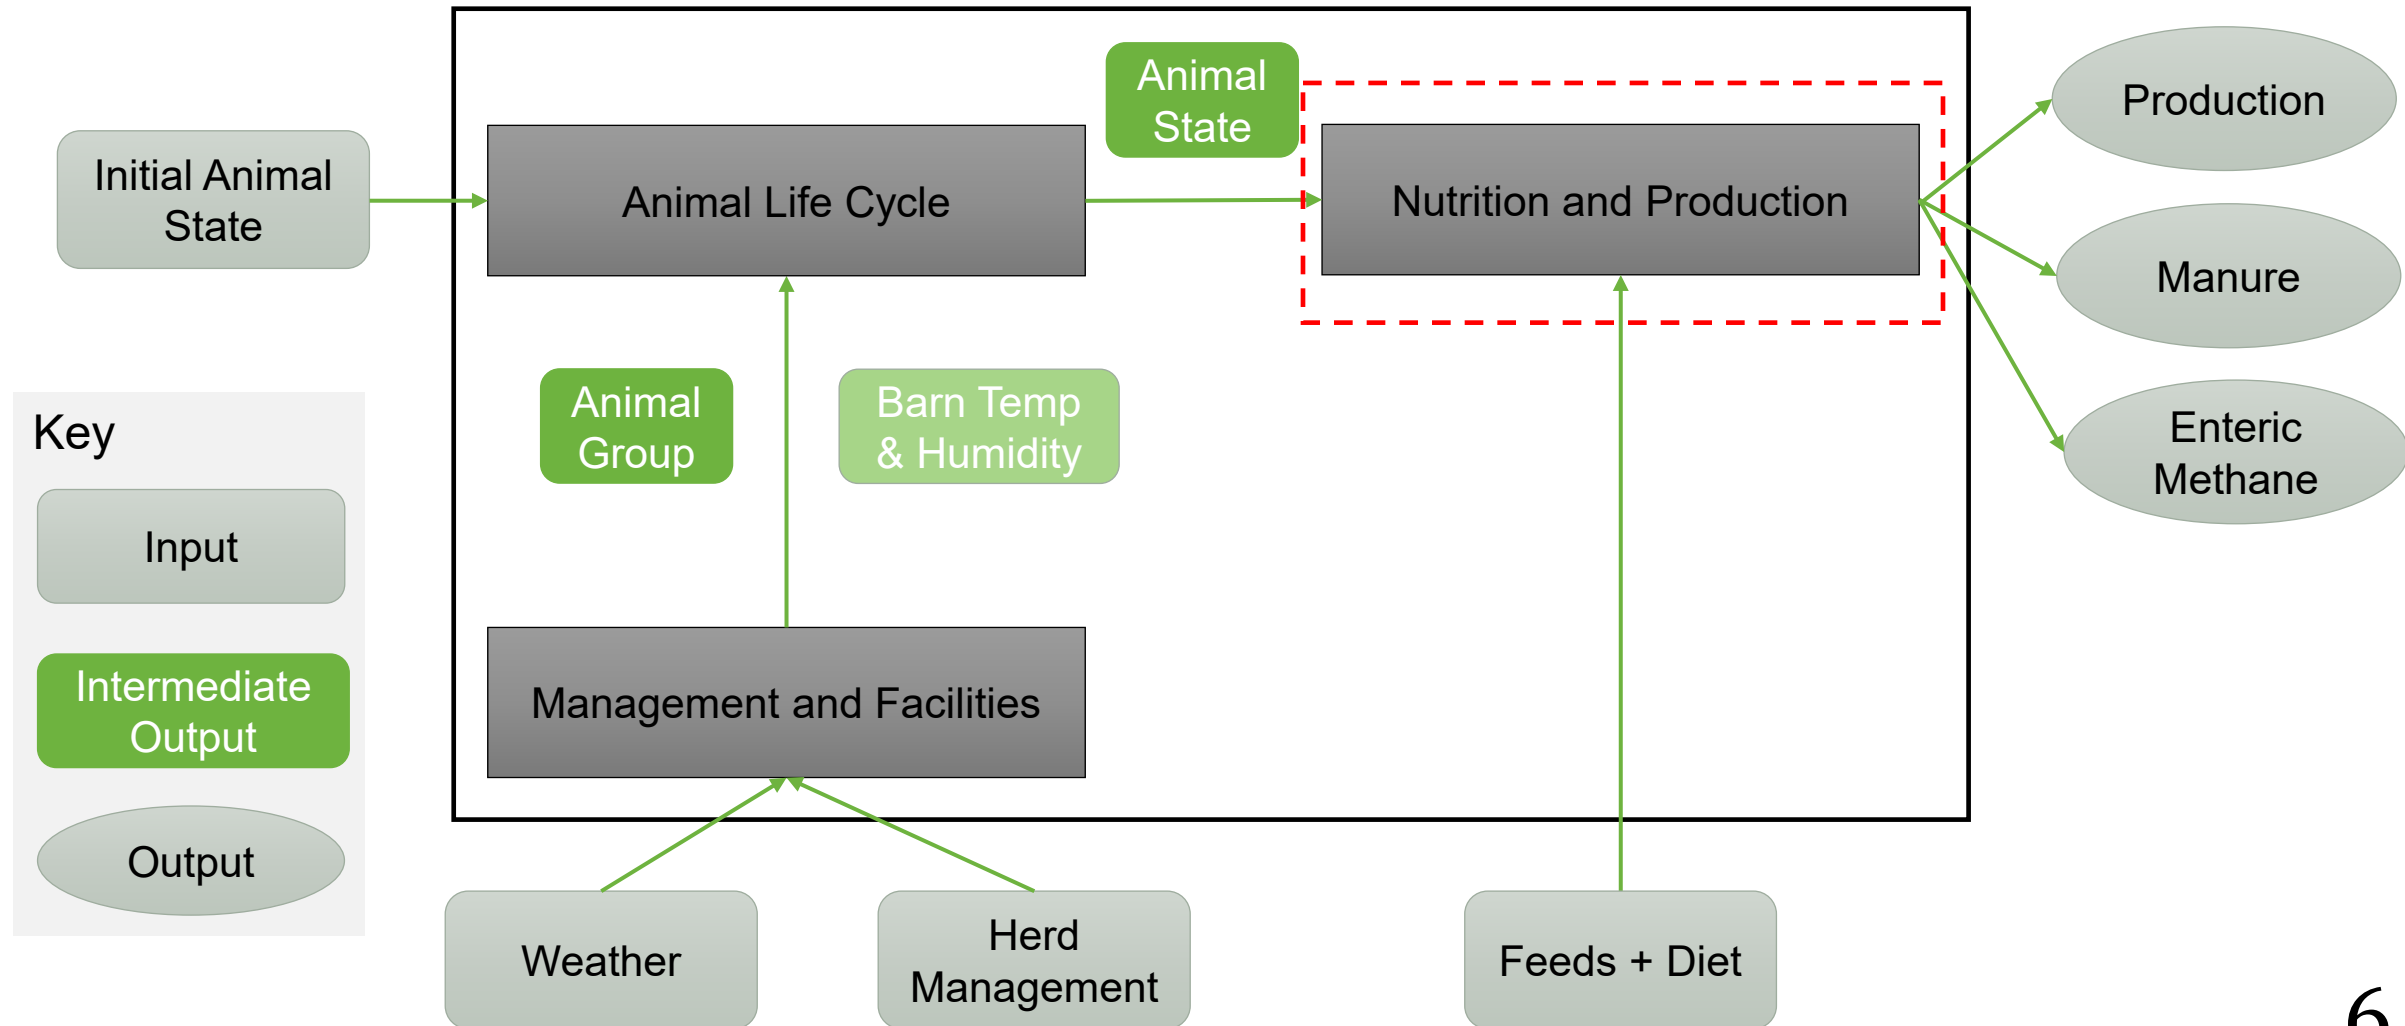 Animal
State
Production
Initial Animal
State
Animal Life Cycle
Nutrition and Production
Manure
Animal
Group
Barn Temp
& Humidity
Enteric
Methane
Key
Input
Intermediate
Output
Management and Facilities
Output
Weather
Herd
Management
Feeds + Diet
6